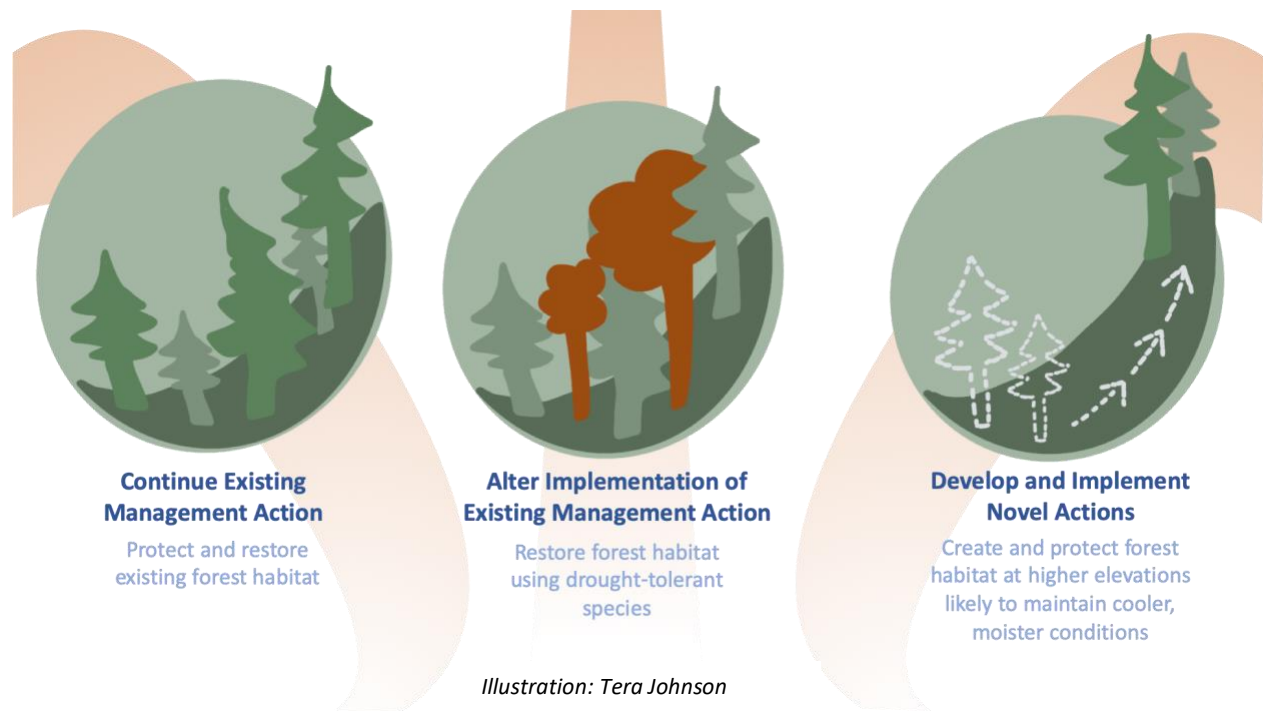 Continue Existing
Management Action
Protect and restore
existing forest habitat
Alter Implementation of
Existing Management Action
Restore forest habitat
using drought-tolerant
species
Develop and Implement
Novel Actions
Create and protect forest
habitat at higher elevations
likely to maintain cooler,
moister conditions
Illustration: Tera Johnson